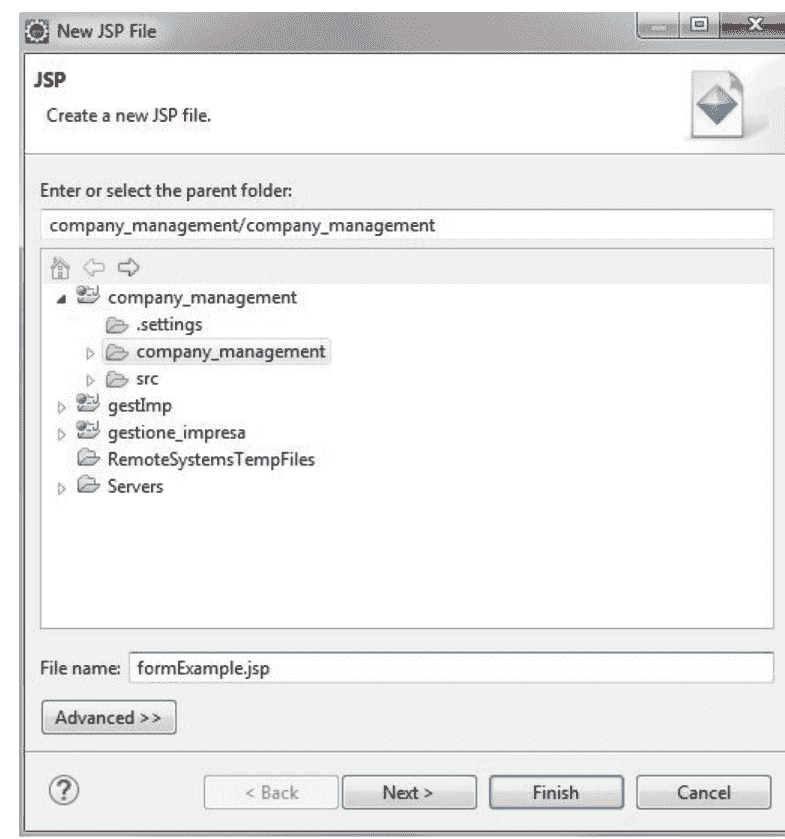 New JSP File
JSP
Create a new JSP file.
Enter or select the parent folder:
company_management/company_management
company_management
.settings
company_management
src
gestImp
gestione_impresa
RemoteSystemsTempFiles
Servers
File name: formExample.jsp
Advanced >>
? < Back Next > Finish Cancel